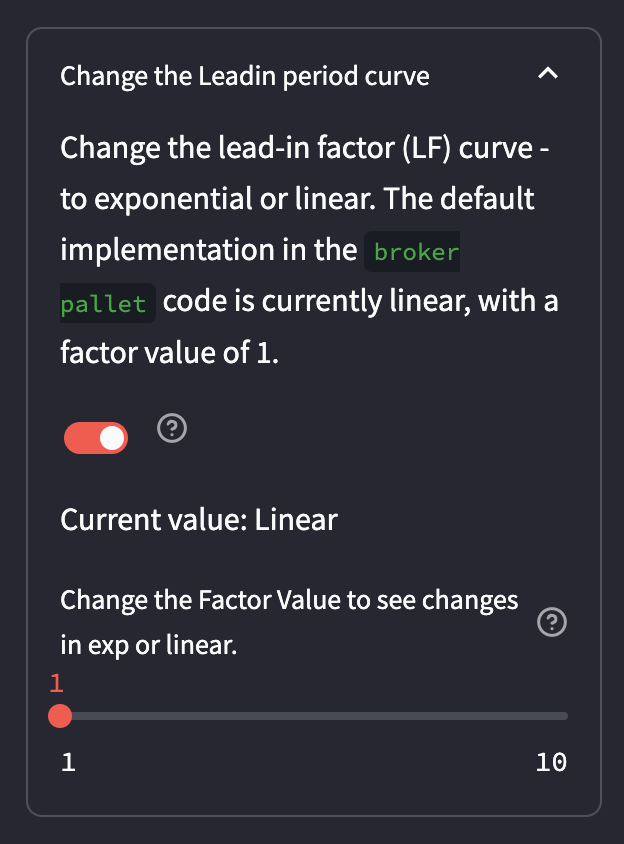 Change the Leadin period curve
Change the lead-in factor (LF) curve -
to exponential or linear. The default
implementation in the broker
pallet code is currently linear, with a
factor value of 1.
?
Current value: Linear
Change the Factor Value to see changes
in exp or linear.
?
1
1 10